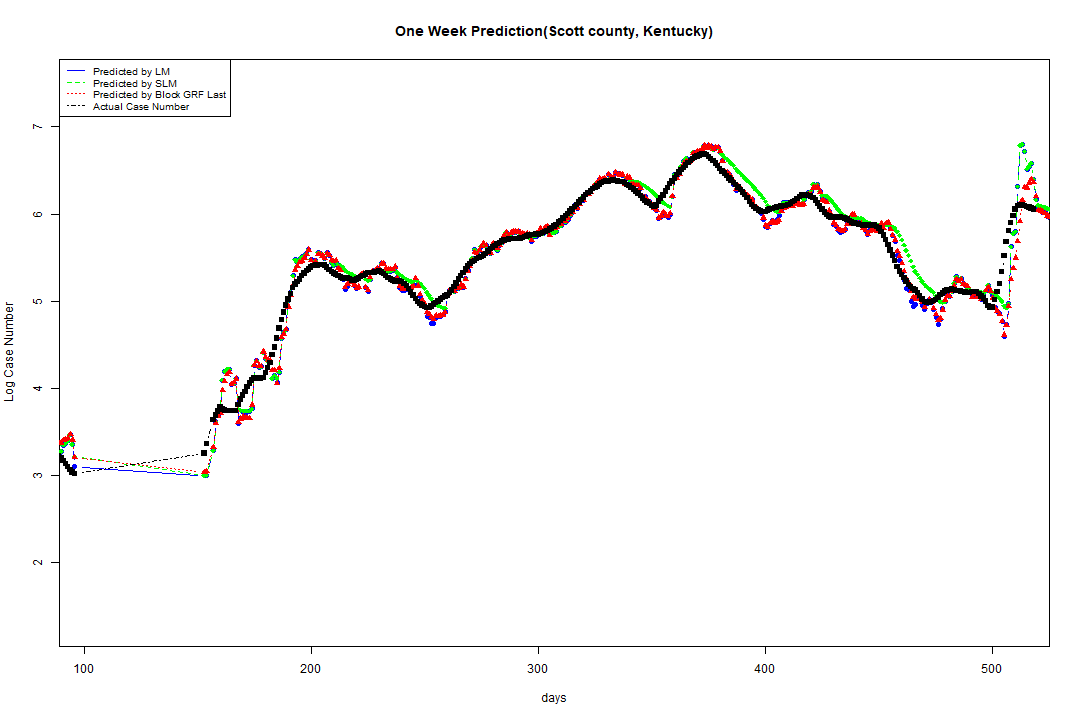 One Week Prediction(Scott county, Kentucky)
Predicted by LM
Predicted by SLM
Predicted by Block GRF Last
Actual Case Number
Log Case Number
7
6
5
4
3
2
100 200 300 400 500
days